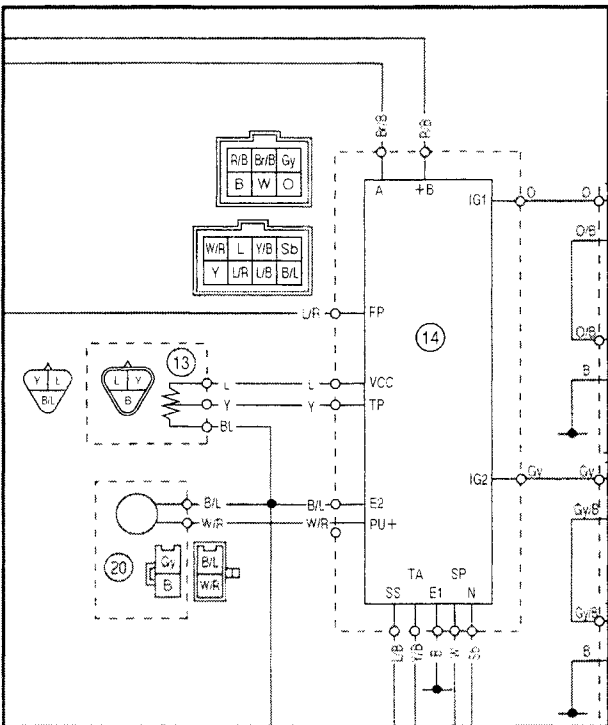 Br/B R/B
R/B Br/B Gy
B W O
A +B IG1 O O
O/B
W/R L Y/B Sb
Y L/R L/B B/L
L/R FP
14
O/B
13
Y L
B/L
L Y
B
L L VCC
Y Y TP
B
BL
IG2 Gy Gy
B/L B/L E2
W/R W/R PU+
Gy/B
20
Gy
B
B/L
W/R
TA SP
SS E1 N
Gy/B
L/B Y/B B W Sb
B